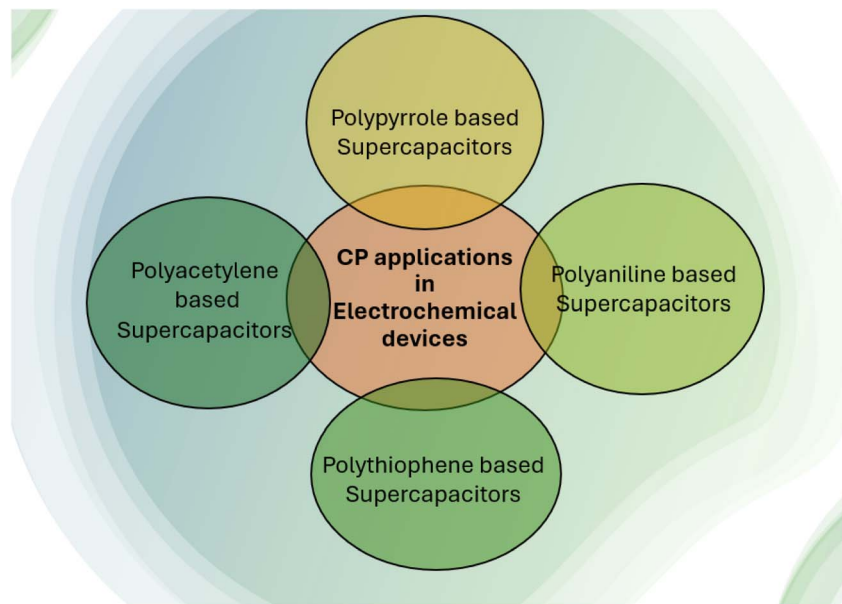 Polypyrrole based
Supercapacitors
Polyacetylene
based
Supercapacitors
CP applications
in
Electrochemical
devices
Polyaniline based
Supercapacitors
Polythiophene based
Supercapacitors